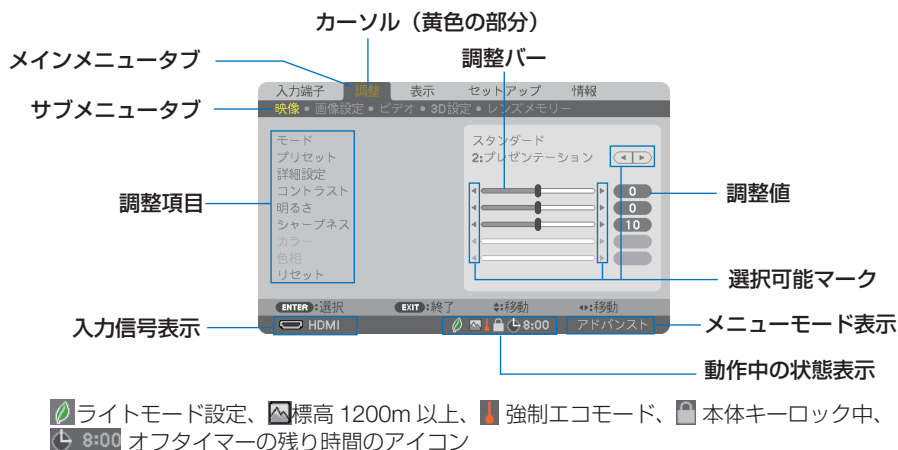 カーソル（黄色の部分）
メインメニュータブ
調整バー
入力端子 調整 表示 セットアップ 情報
サブメニュータブ
映像 • 画像設定 • ビデオ • 3D設定 • レンズメモリー
モード スタンダード
プリセット 2:プレゼンテーション
詳細設定
コントラスト 0
明るさ 0
シャープネス 10
カラー
色相
リセット
調整項目
調整値
選択可能マーク
ENTER:選択 EXIT:終了 :移動 :移動
入力信号表示
HDMI 8:00 アドバンスト
メニューモード表示
動作中の状態表示
ライトモード設定、標高 1200m 以上、強制エコモード、本体キーロック中、
8:00 オフタイマーの残り時間のアイコン